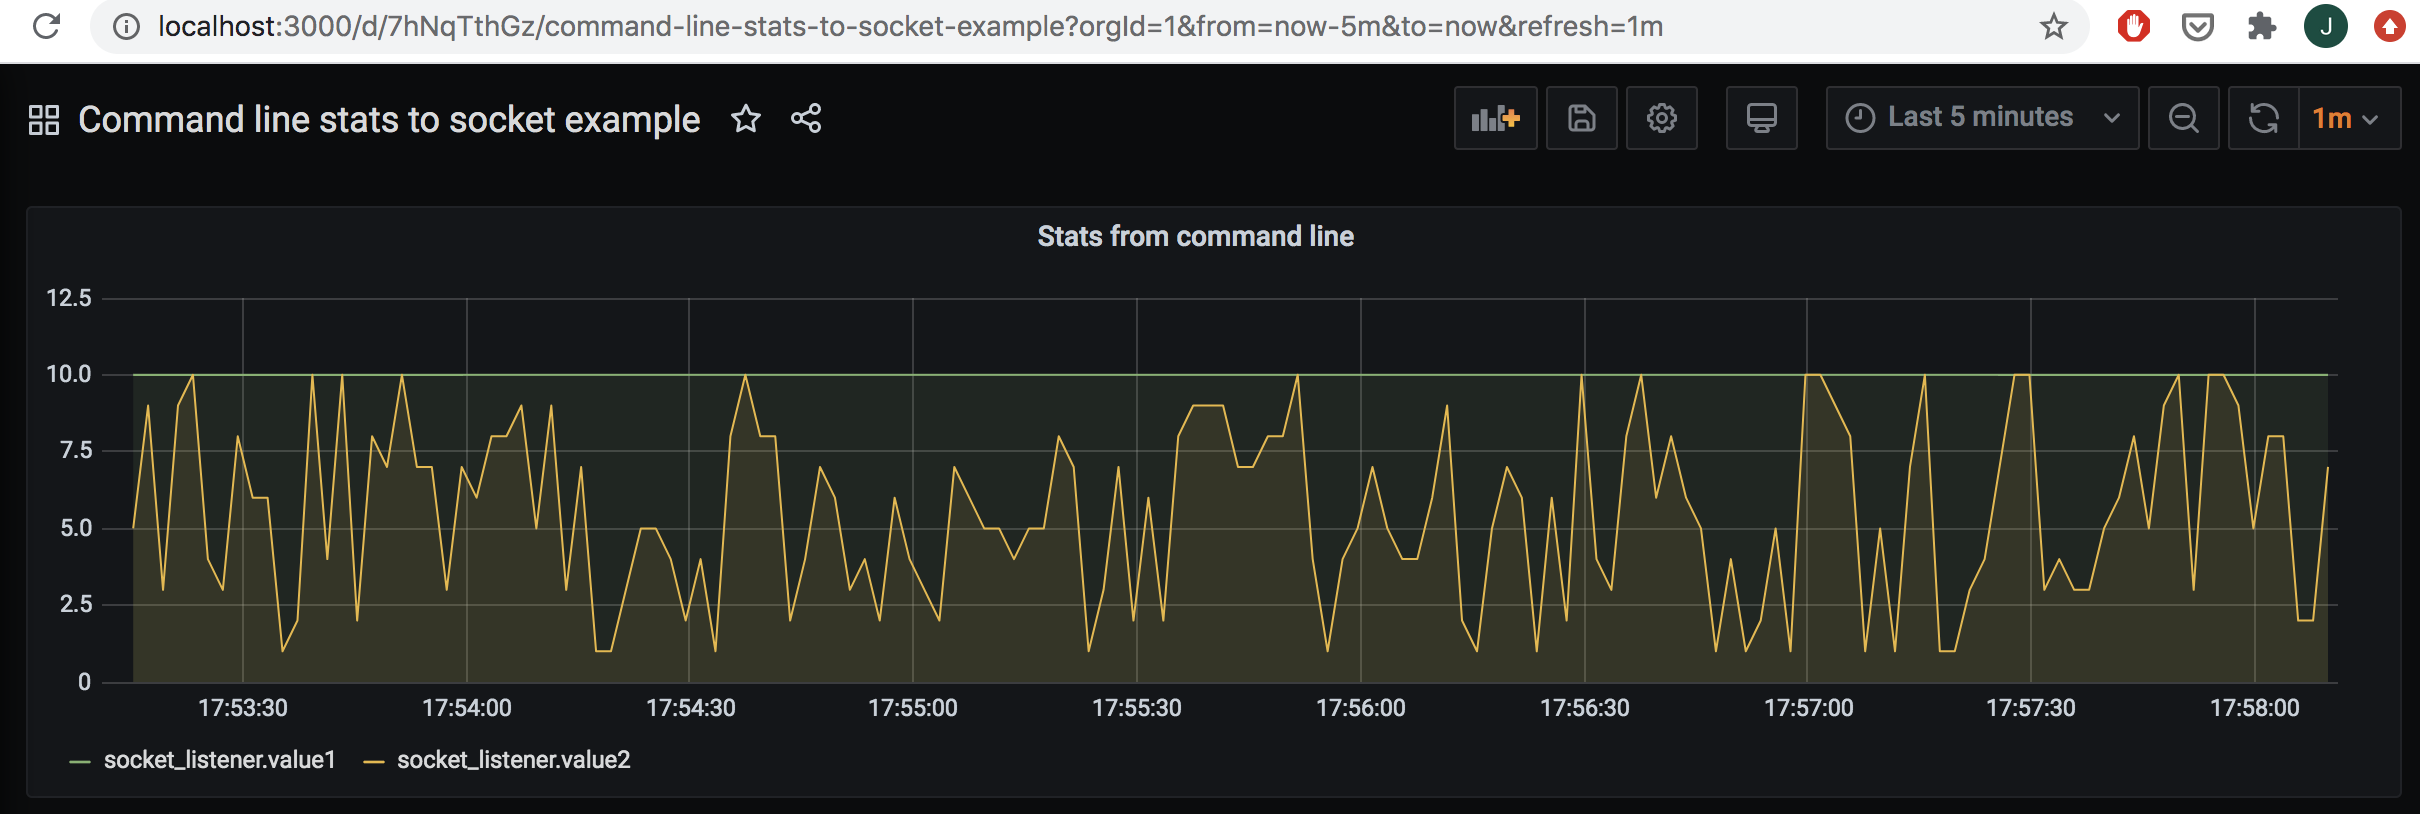 localhost:3000/d/7hNqTthGz/command-line-stats-to-socket-example?orgId=1&from=now-5m&to=now&refresh=1m
J
Command line stats to socket example
Last 5 minutes
1m
Stats from command line
12.5
10.0
7.5
5.0
2.5
0
17:53:30 17:54:00 17:54:30 17:55:00 17:55:30 17:56:00 17:56:30 17:57:00 17:57:30 17:58:00
socket_listener.value1 socket_listener.value2